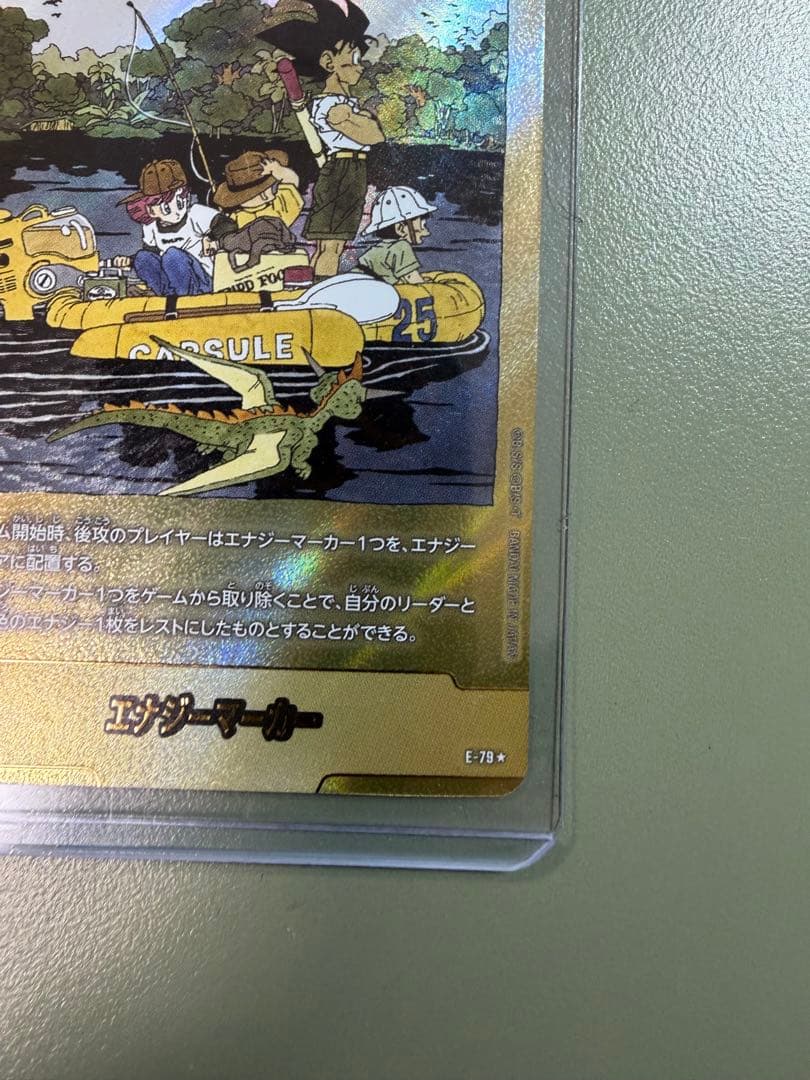 FOO
25
CAPSULE
ム開始時、後攻のプレイヤーはエナジーマーカー1つを、エナジー
アに配置する。
ジーマーカー1つをゲームから取り除くことで、自分のリーダーと
色のエナジー1枚をレストにしたものとすることができる。
エナジーマーカー
E-79★
©B.S/S ©B/S・T BANDAI MADE IN JAPAN